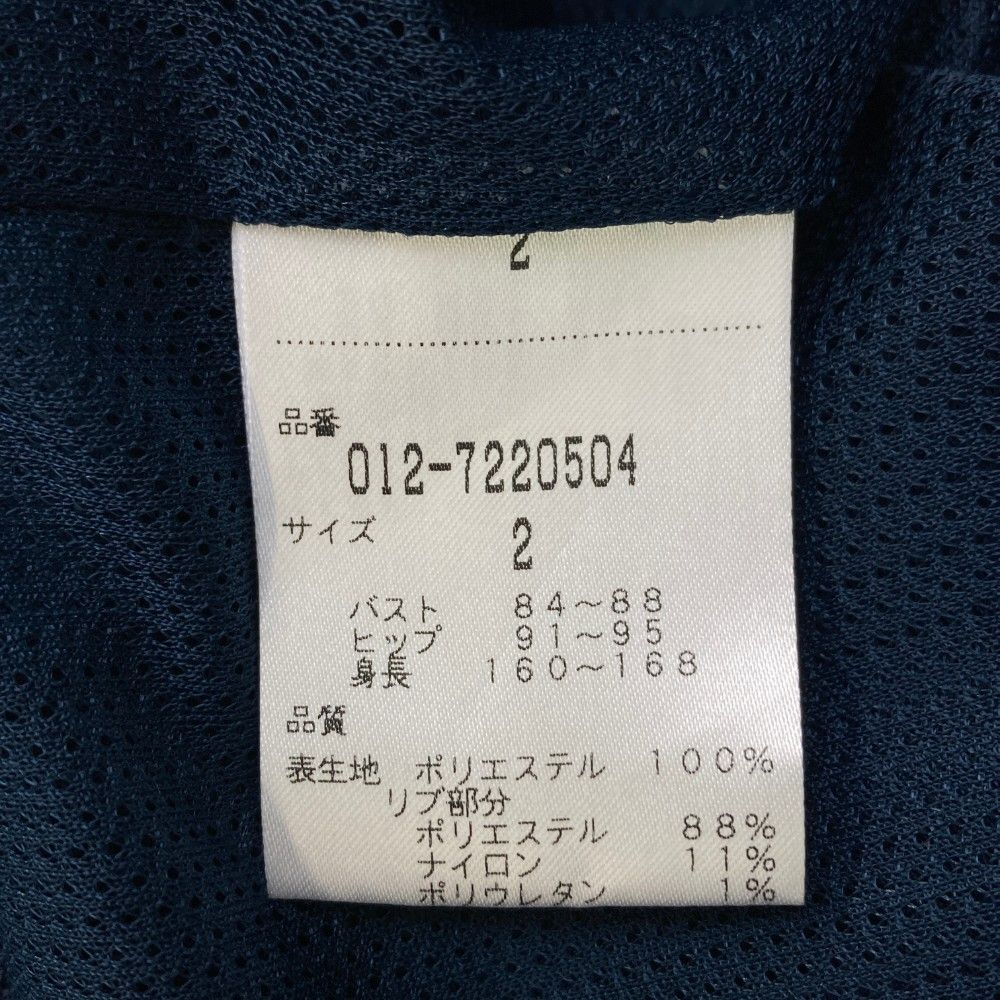 2
品番
012-7220504
サイズ 2
バスト 84～88
ヒップ 91～95
身長 160～168
品質
表生地 ポリエステル 100%
リブ部分
ポリエステル 88%
ナイロン 11%
ポリウレタン 1%